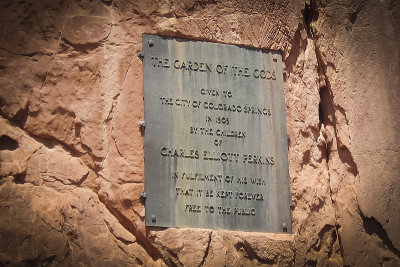 THE GARDEN OF THE GODS
GIVEN TO
THE CITY OF COLORADO SPRINGS
IN 1909
BY THE CHILDREN
OF
CHARLES ELLIOTT PERKINS
IN FULFILMENT OF HIS WISH
THAT IT BE KEPT FOREVER
FREE TO THE PUBLIC